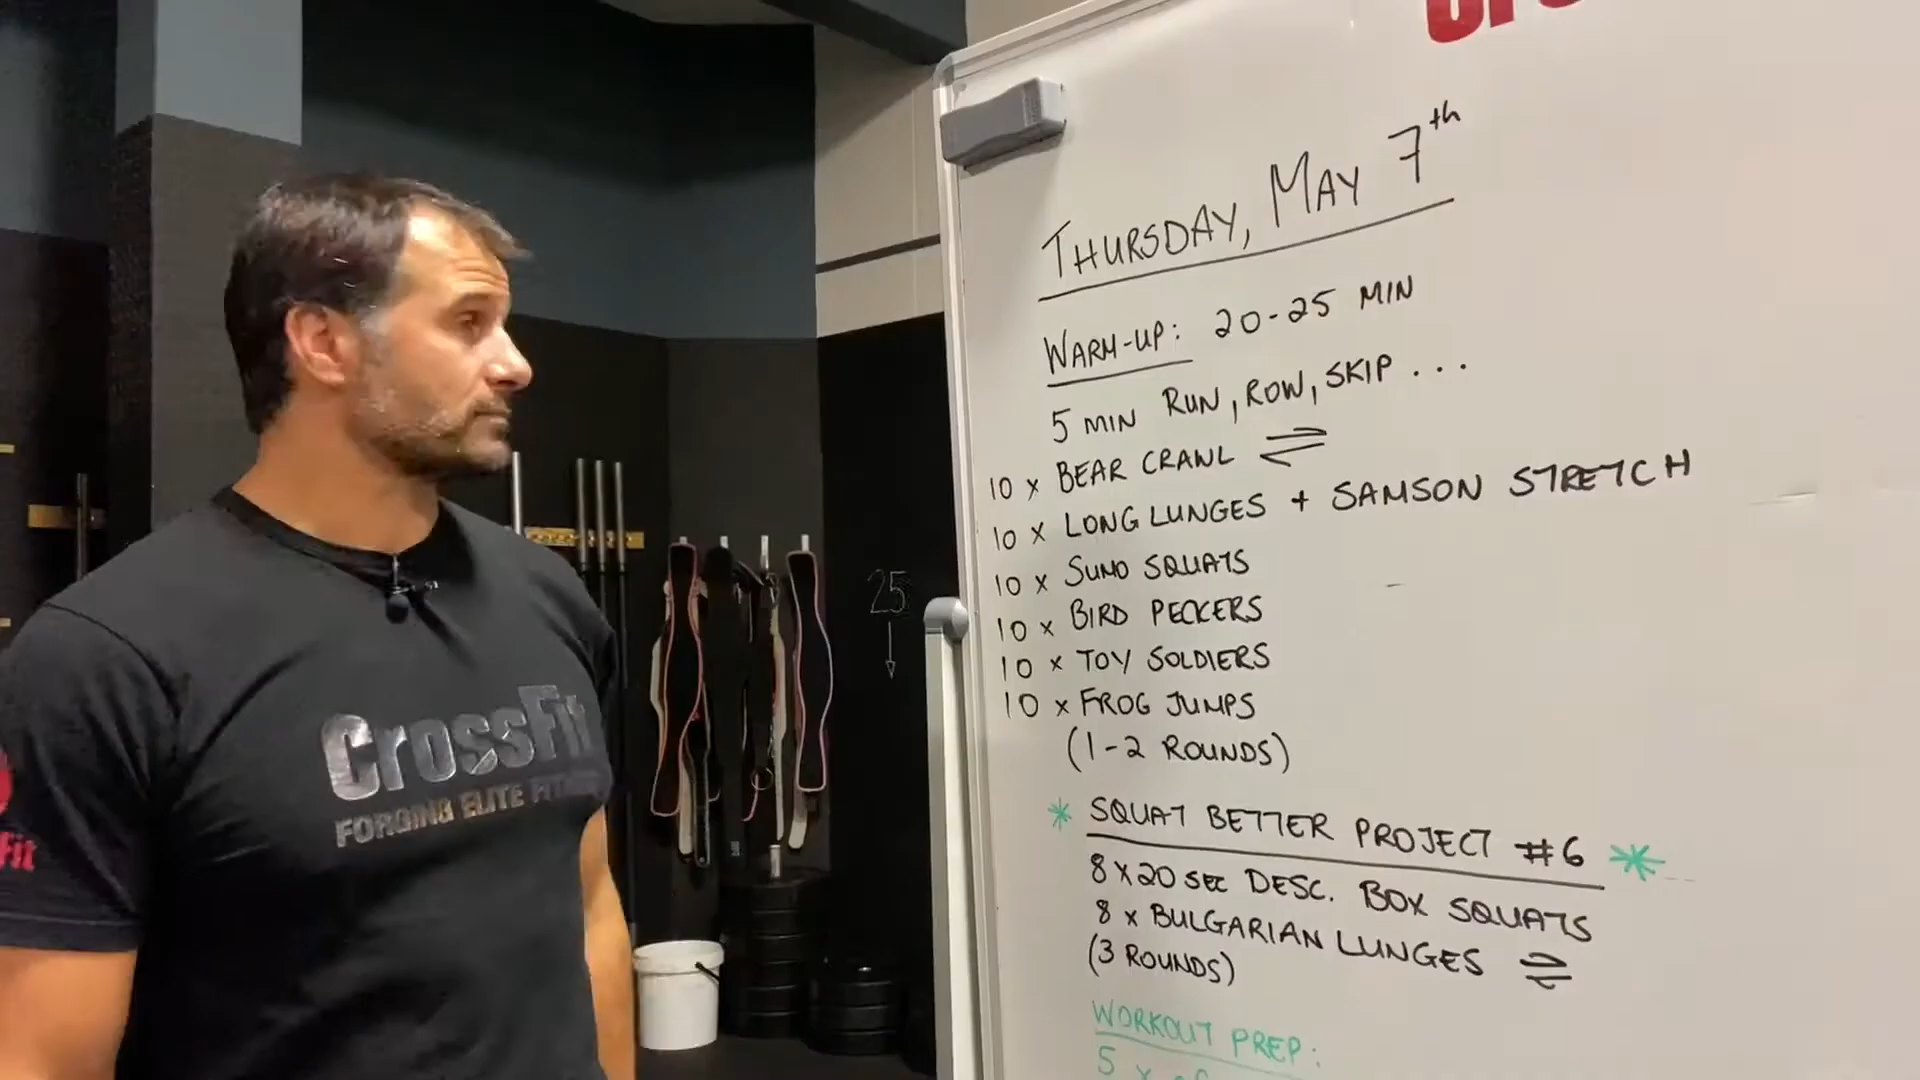 CrossFit
FORGING ELITE
Fit
25
THURSDAY, MAY 7th
WARM-UP: 20-25 MIN
5 MIN RUN, ROW, SKIP ...
10 x BEAR CRAWL ⇌
10 x LONG LUNGES + SAMSON STRETCH
10 x SUMO SQUATS
10 x BIRD PECKERS
10 x TOY SOLDIERS
10 x FROG JUMPS
(1-2 ROUNDS)
* SQUAT BETTER PROJECT #6 *
8 x 20 SEC DESC. BOX SQUATS
8 x BULGARIAN LUNGES ⇌
(3 ROUNDS)
WORKOUT PREP:
5 x